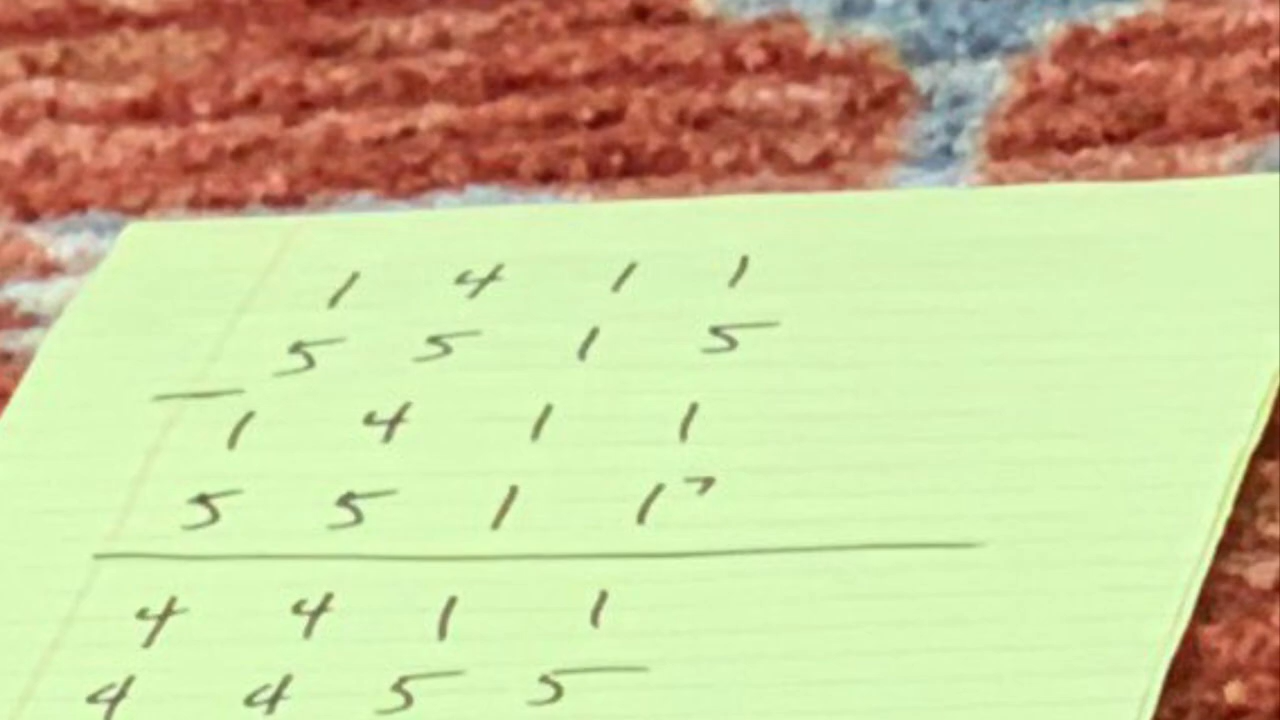 1 4 1 1
5 5 1 5
1 4 1 1
5 5 1 1⁷
4 4 1 1
4 4 5 5